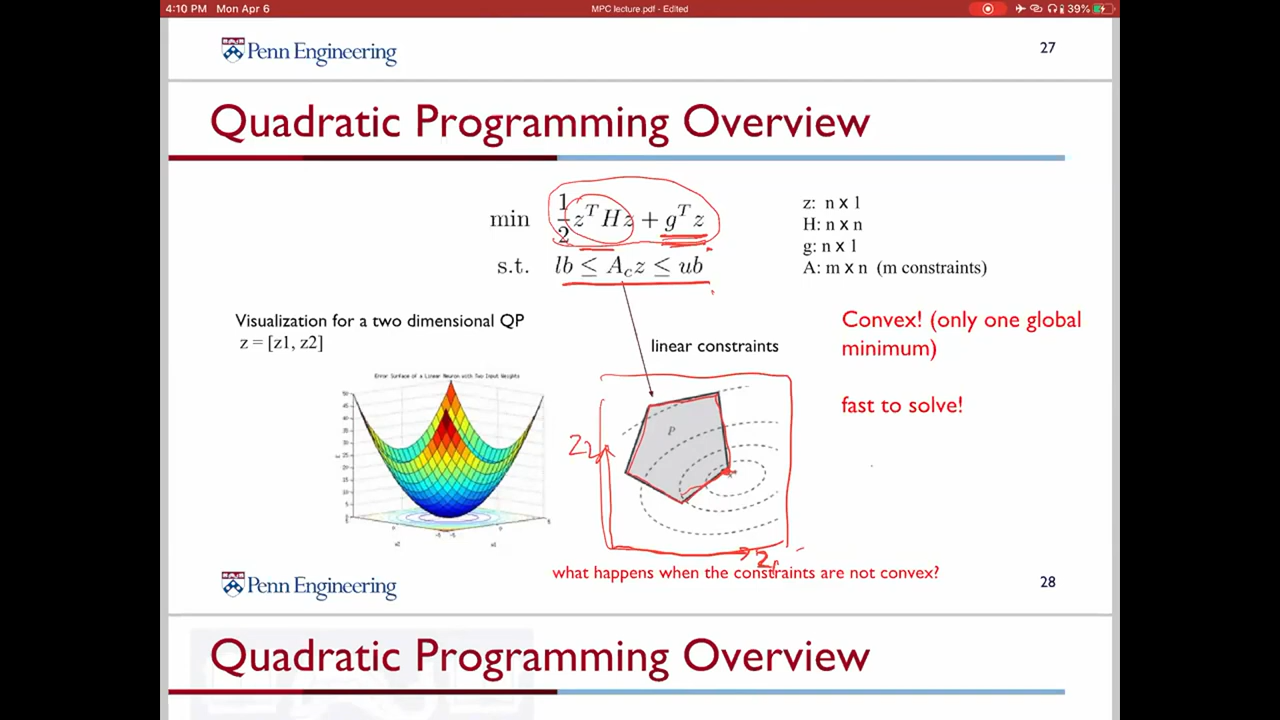 4:10 PM Mon Apr 6
MPC lecture.pdf - Edited
39%
Penn Engineering
27
Quadratic Programming Overview
min 1/2 z^T H z + g^T z
s.t. lb ≤ A_c z ≤ ub
z: n x 1
H: n x n
g: n x 1
A: m x n (m constraints)
Visualization for a two dimensional QP
z = [z1, z2]
linear constraints
Convex! (only one global
minimum)
fast to solve!
Error Surface of a Linear Neuron with Two Input Weights
P
z2
z1
what happens when the constraints are not convex?
Penn Engineering
28
Quadratic Programming Overview